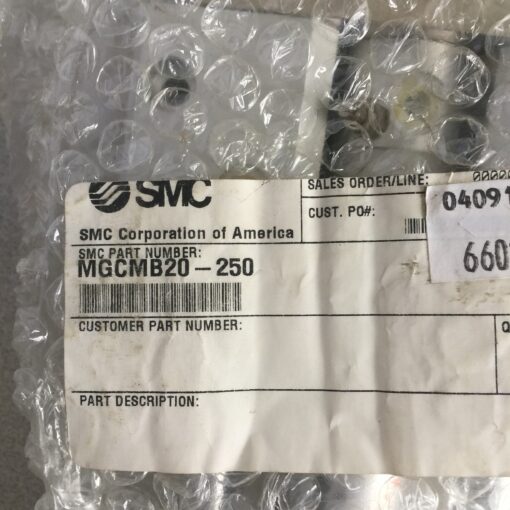 SMC
SALES ORDER/LINE:
CUST. PO#:
SMC Corporation of America
SMC PART NUMBER:
MGCMB20-250
CUSTOMER PART NUMBER:
Q
PART DESCRIPTION:
04091
660